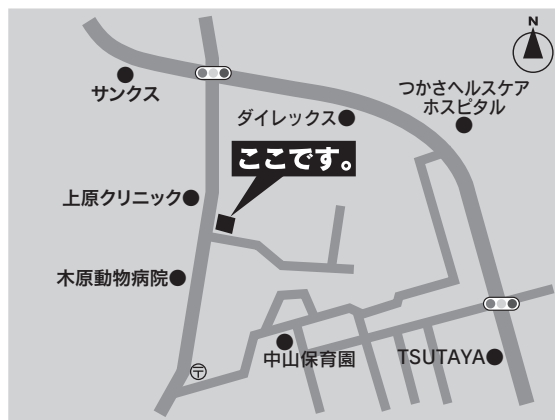 N
サンクス
ダイレックス
つかさヘルスケア
ホスピタル
ここです。
上原クリニック
木原動物病院
〒
中山保育園
TSUTAYA